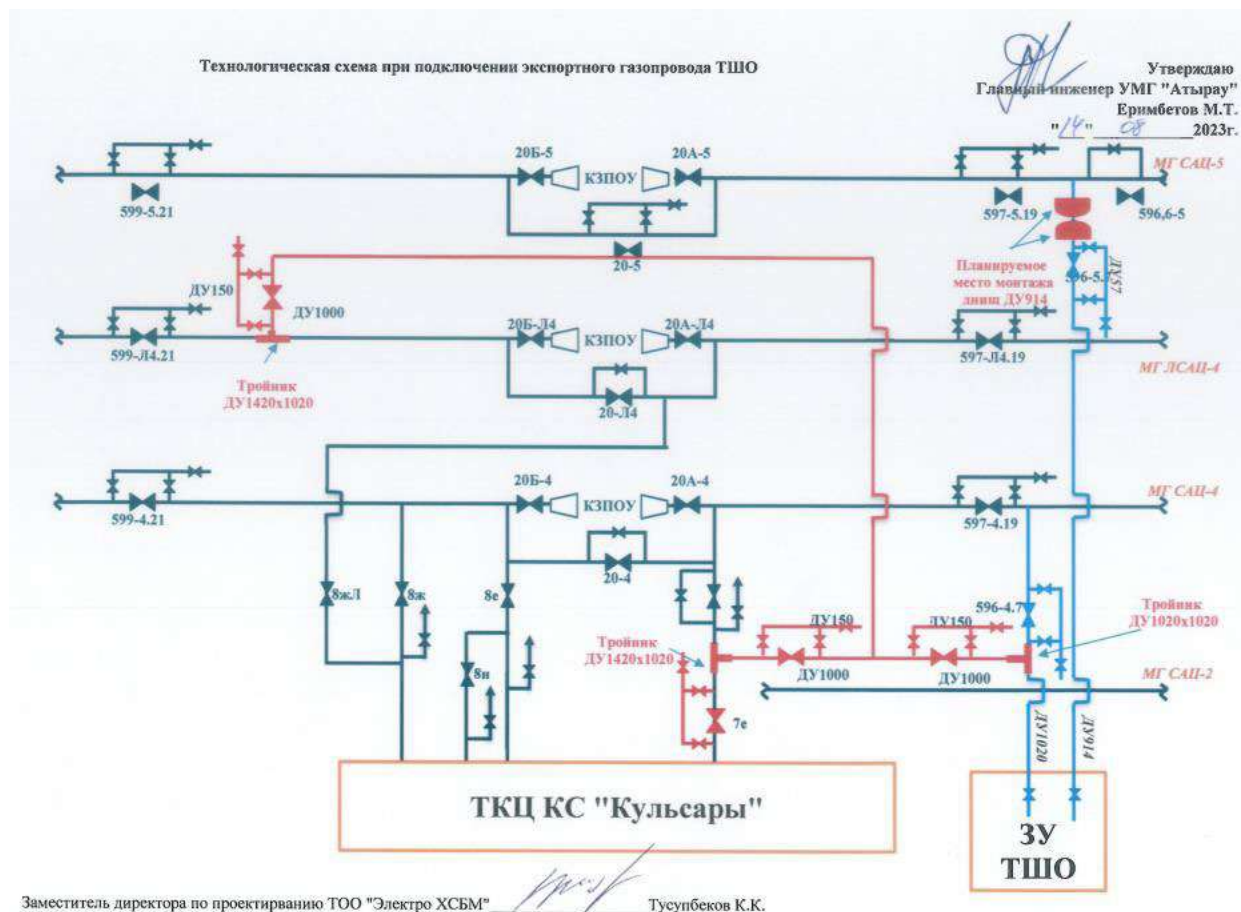 Технологическая схема при подключении экспортного газопровода ТШО
Утверждаю
Главный инженер УМГ "Атырау"
Еримбетов М.Т.
"14" 08 2023г.
20Б-5
КЗПОУ
20А-5
МГ САЦ-5
599-5.21
597-5.19
596,6-5
20-5
ДУ150
ДУ1000
Планируемое
место монтажа
днищ ДУ914
ДУ57
20Б-Л4
КЗПОУ
20А-Л4
599-Л4.21
597-Л4.19
МГ ЛСАЦ-4
Тройник
ДУ1420х1020
20-Л4
20Б-4
КЗПОУ
20А-4
МГ САЦ-4
599-4.21
597-4.19
20-4
8жЛ
8ж
8е
596-4.7
Тройник
ДУ1020х1020
ДУ150
ДУ150
Тройник
ДУ1420х1020
8н
ДУ1000
ДУ1000
МГ САЦ-2
7е
ДУ1020
ДУ914
ТКЦ КС "Кульсары"
ЗУ
ТШО
Заместитель директора по проектирванию ТОО "Электро ХСБМ" Тусупбеков К.К.